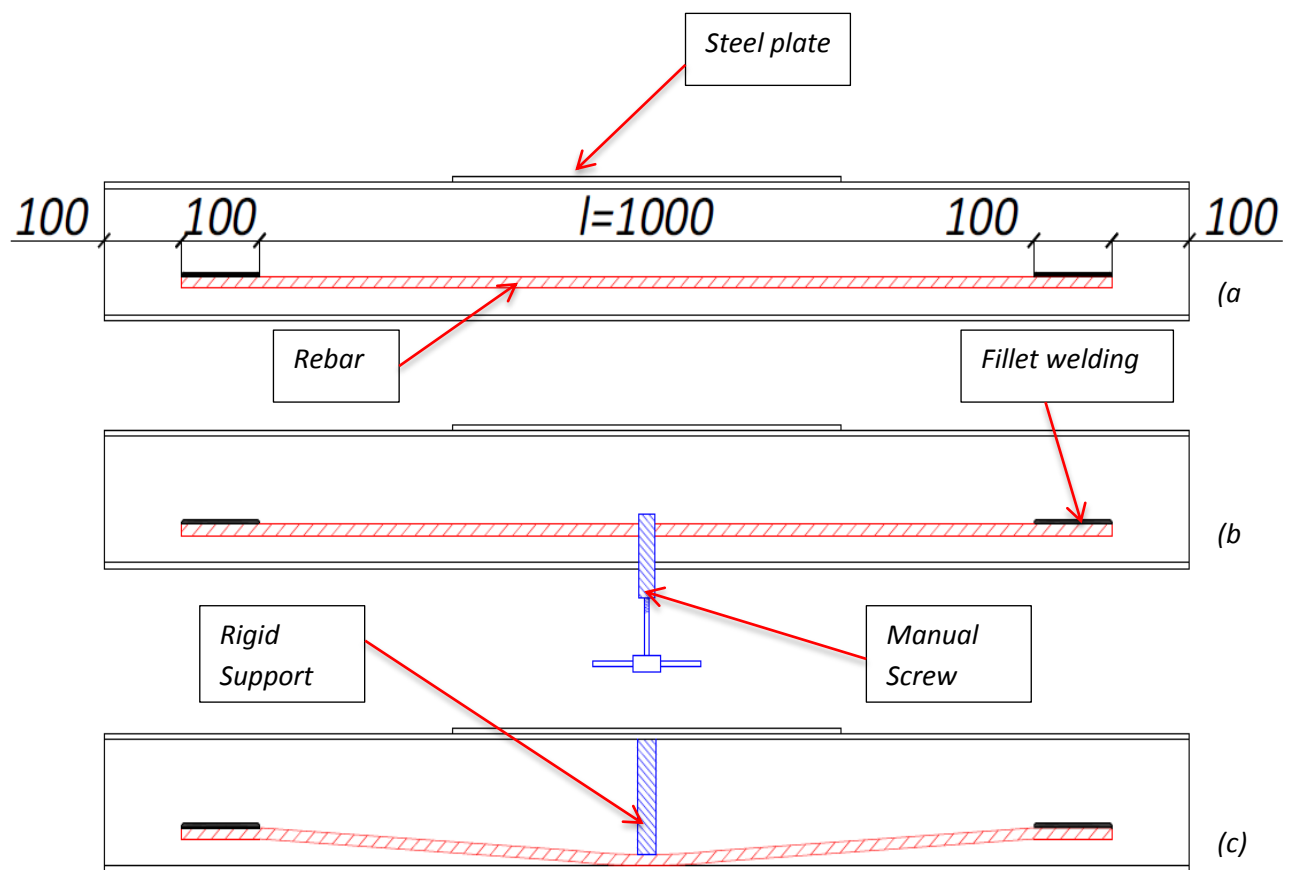 Steel plate
100 100 l=1000 100 100
(a
Rebar
Fillet welding
(b
Rigid
Support
Manual
Screw
(c)